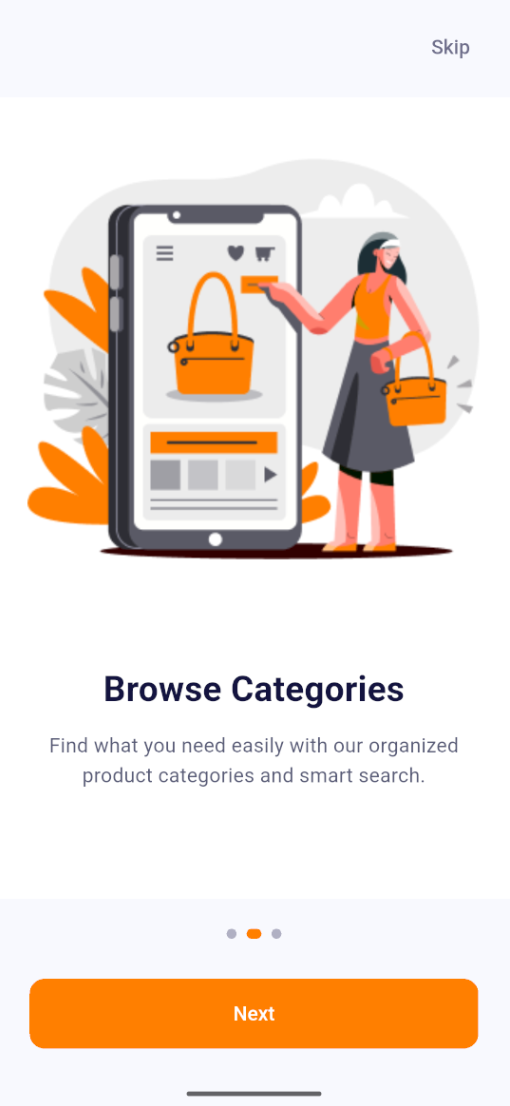 Skip
Browse Categories
Find what you need easily with our organized
product categories and smart search.
Next